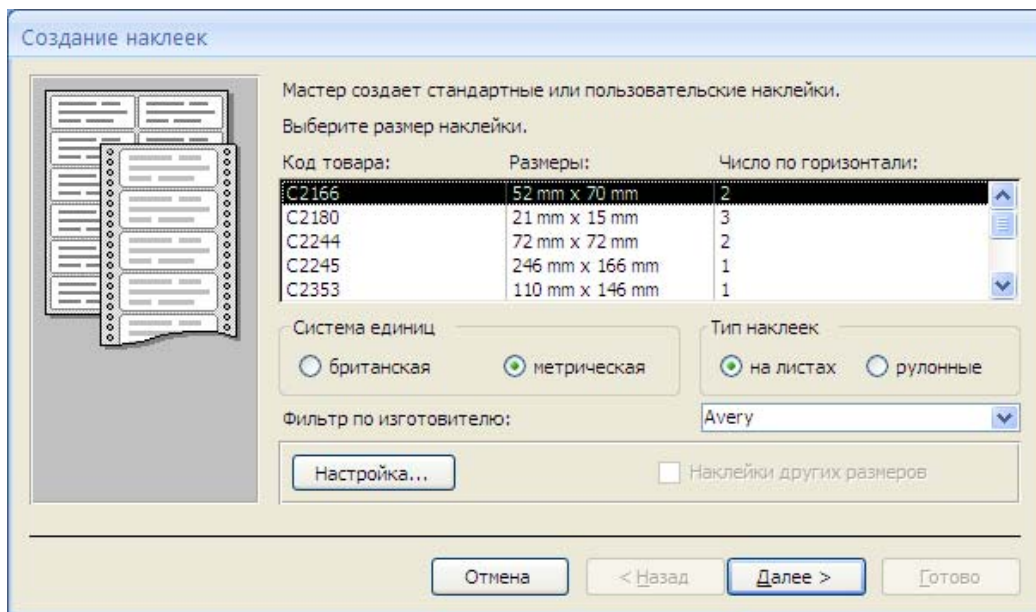 Создание наклеек
Мастер создает стандартные или пользовательские наклейки.
Выберите размер наклейки.
Код товара: Размеры: Число по горизонтали:
C2166 52 mm x 70 mm 2
C2180 21 mm x 15 mm 3
C2244 72 mm x 72 mm 2
C2245 246 mm x 166 mm 1
C2353 110 mm x 146 mm 1
Система единиц Тип наклеек
британская метрическая на листах рулонные
Фильтр по изготовителю: Avery
Настройка... Наклейки других размеров
Отмена < Назад Далее > Готово